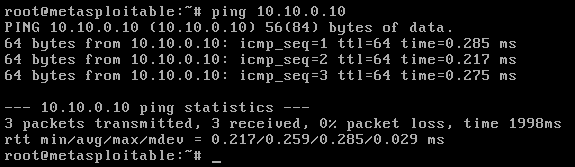 root@metasploitable:~# ping 10.10.0.10
PING 10.10.0.10 (10.10.0.10) 56(84) bytes of data.
64 bytes from 10.10.0.10: icmp_seq=1 ttl=64 time=0.285 ms
64 bytes from 10.10.0.10: icmp_seq=2 ttl=64 time=0.217 ms
64 bytes from 10.10.0.10: icmp_seq=3 ttl=64 time=0.275 ms

--- 10.10.0.10 ping statistics ---
3 packets transmitted, 3 received, 0% packet loss, time 1998ms
rtt min/avg/max/mdev = 0.217/0.259/0.285/0.029 ms
root@metasploitable:~# _